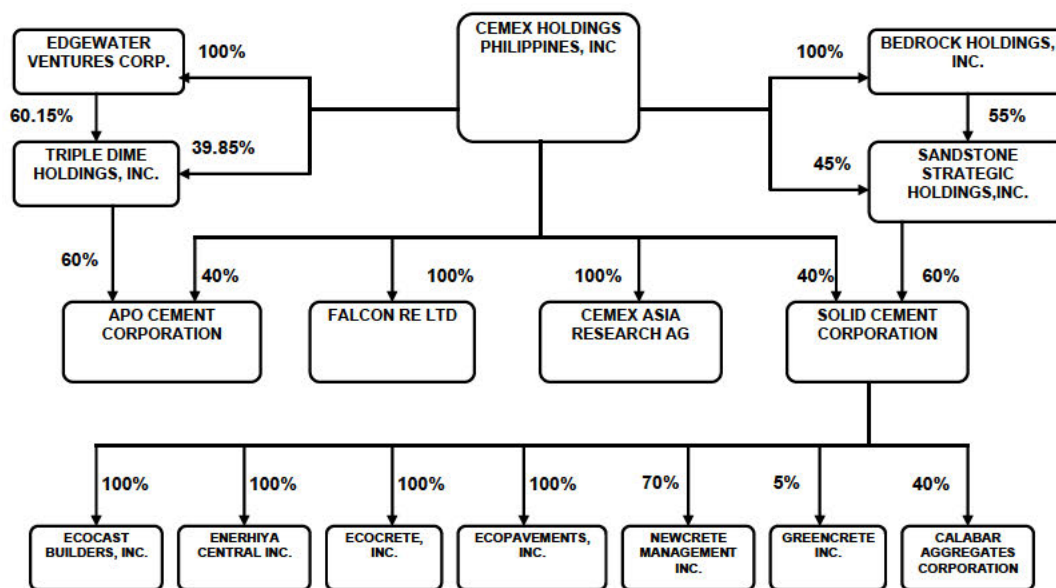 CEMEX HOLDINGS
PHILIPPINES, INC
EDGEWATER
VENTURES CORP.
100%
100%
BEDROCK HOLDINGS,
INC.
60.15%
55%
TRIPLE DIME
HOLDINGS, INC.
39.85%
45%
SANDSTONE
STRATEGIC
HOLDINGS,INC.
60%
40%
100%
100%
40%
60%
APO CEMENT
CORPORATION
FALCON RE LTD
CEMEX ASIA
RESEARCH AG
SOLID CEMENT
CORPORATION
100%
100%
100%
100%
70%
5%
40%
ECOCAST
BUILDERS, INC.
ENERHIYA
CENTRAL INC.
ECOCRETE,
INC.
ECOPAVEMENTS,
INC.
NEWCRETE
MANAGEMENT
INC.
GREENCRETE
INC.
CALABAR
AGGREGATES
CORPORATION